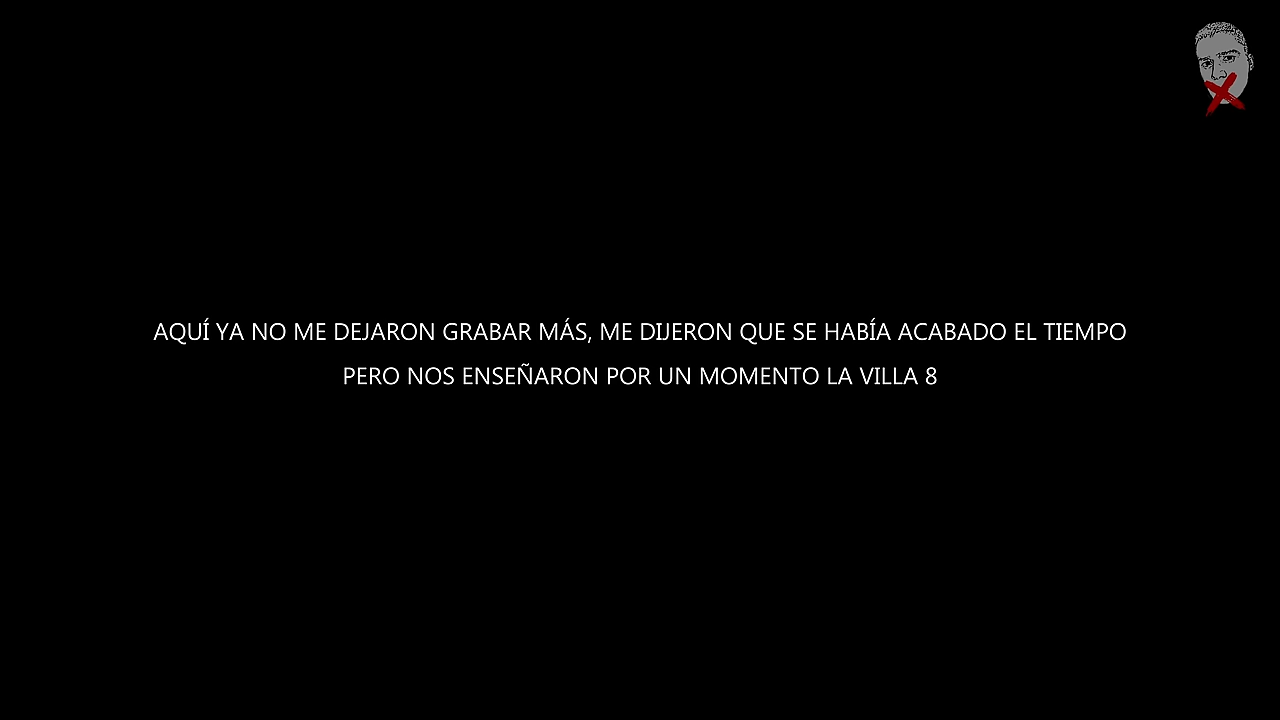 AQUÍ YA NO ME DEJARON GRABAR MÁS, ME DIJERON QUE SE HABÍA ACABADO EL TIEMPO
PERO NOS ENSEÑARON POR UN MOMENTO LA VILLA 8